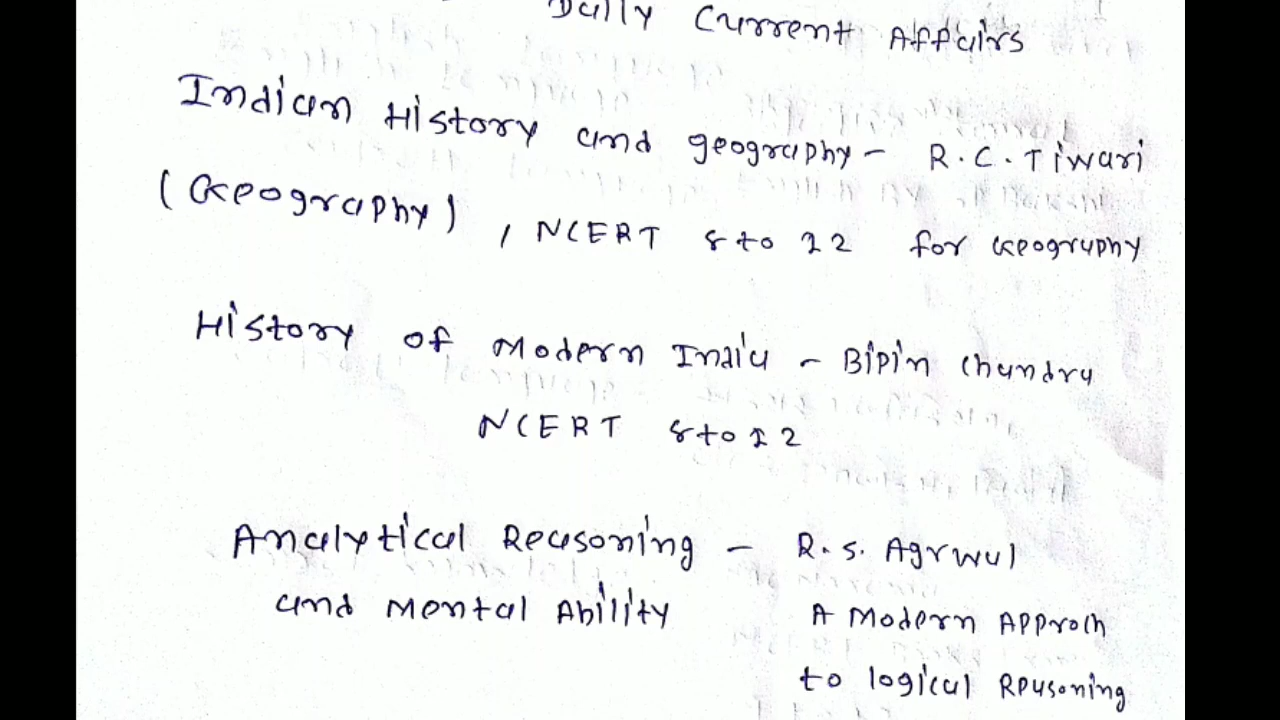 Daily Current Affairs
Indian History and geography - R.C. Tiwari
(Geography), NCERT 8 to 12 for Geography
History of Modern India - Bipin Chandra
NCERT 8 to 12
Analytical Reasoning - R.S. Agrwal
and Mental Ability A Modern Approch
to logical Reasoning